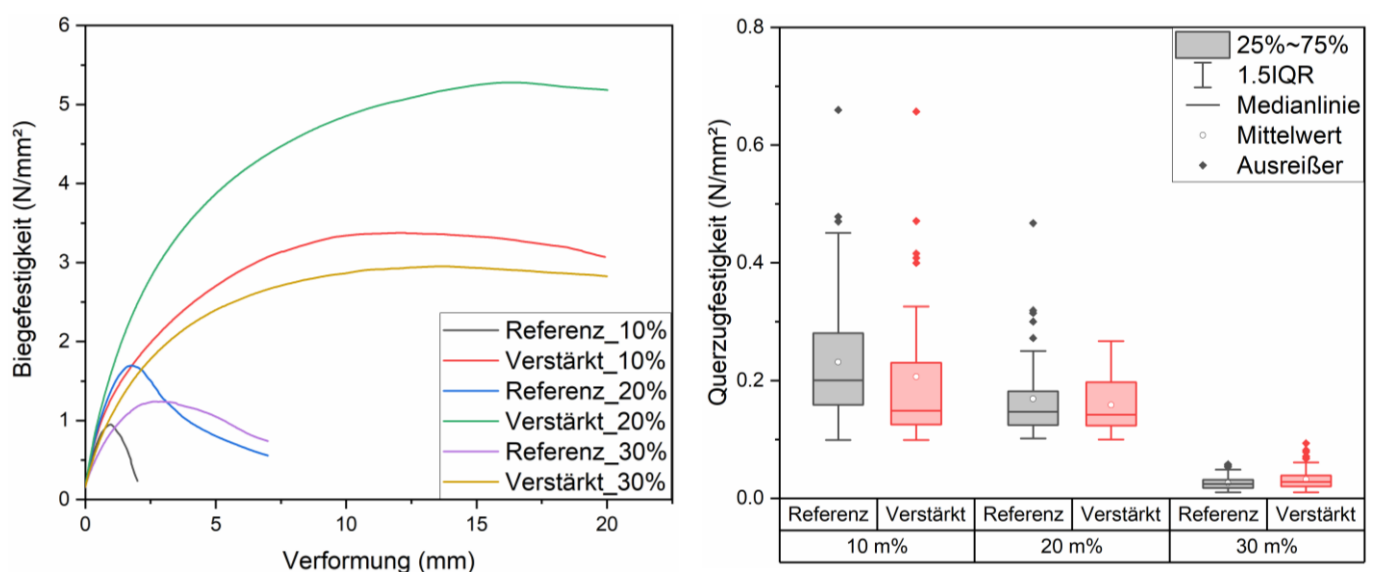 Biegefestigkeit (N/mm²)
6
5
4
3
2
1
0
0
5
10
15
20
Verformung (mm)
Referenz_10%
Verstärkt_10%
Referenz_20%
Verstärkt_20%
Referenz_30%
Verstärkt_30%
Querzugfestigkeit (N/mm²)
0.8
0.6
0.4
0.2
0.0
25%~75%
1.5IQR
Medianlinie
Mittelwert
Ausreißer
Referenz Verstärkt Referenz Verstärkt Referenz Verstärkt
10 m% 20 m% 30 m%